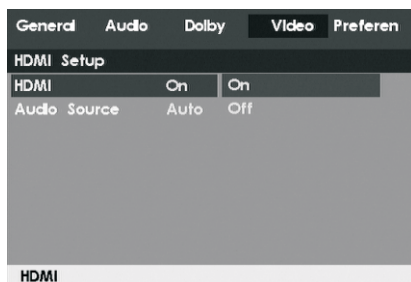 General Audio Dolby Video Preferen
HDMI Setup
HDMI On On
Audio Source Auto Off
HDMI